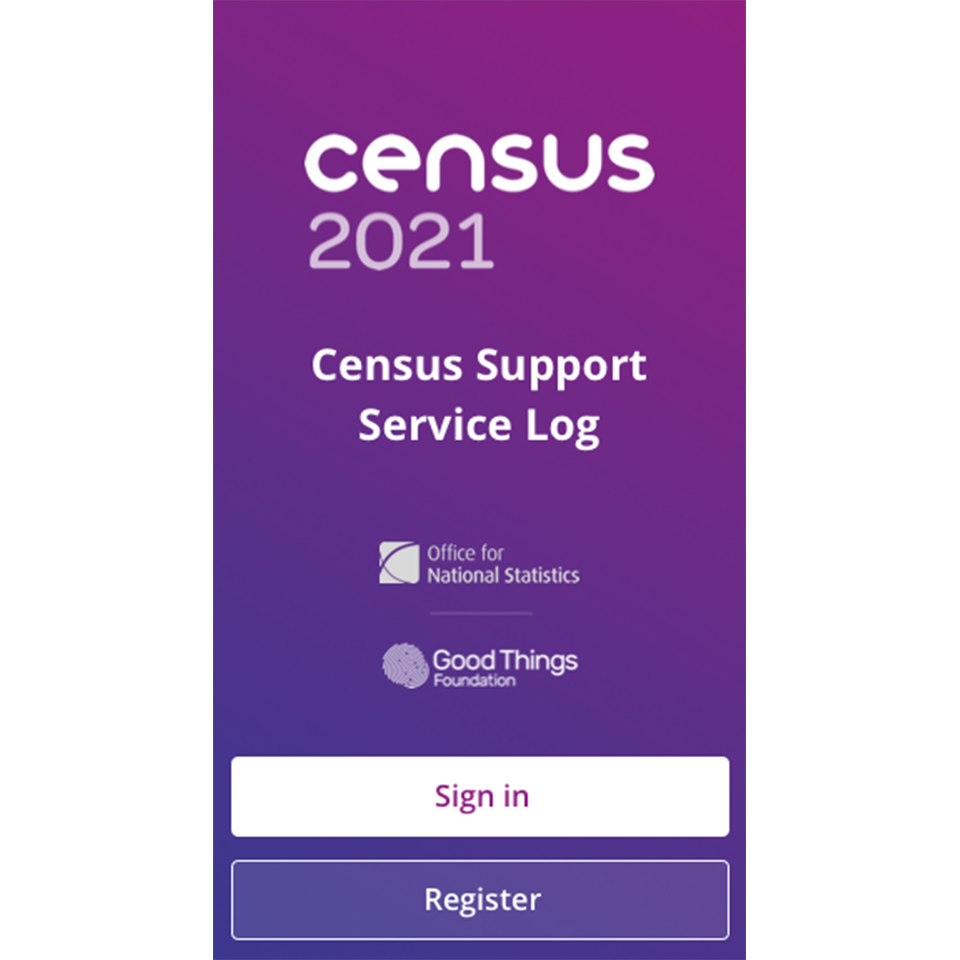 census
2021
Census Support
Service Log
Office for
National Statistics
Good Things
Foundation
Sign in
Register